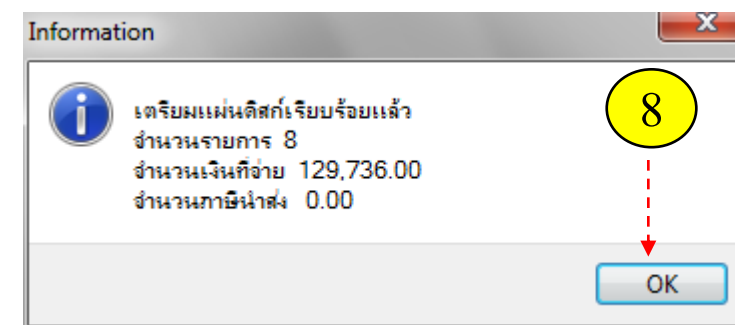 Information
เตรียมแผ่นดิสก์เรียบร้อยแล้ว
จำนวนรายการ 8
จำนวนเงินที่จ่าย 129,736.00
จำนวนภาษีนำส่ง 0.00
8
OK